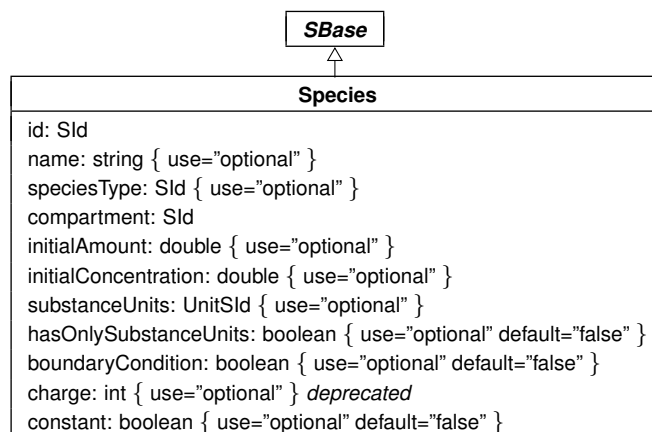 SBase
Species
id: SId
name: string { use=”optional” }
speciesType: SId { use=”optional” }
compartment: SId
initialAmount: double { use=”optional” }
initialConcentration: double { use=”optional” }
substanceUnits: UnitSId { use=”optional” }
hasOnlySubstanceUnits: boolean { use=”optional” default=”false” }
boundaryCondition: boolean { use=”optional” default=”false” }
charge: int { use=”optional” } deprecated
constant: boolean { use=”optional” default=”false” }